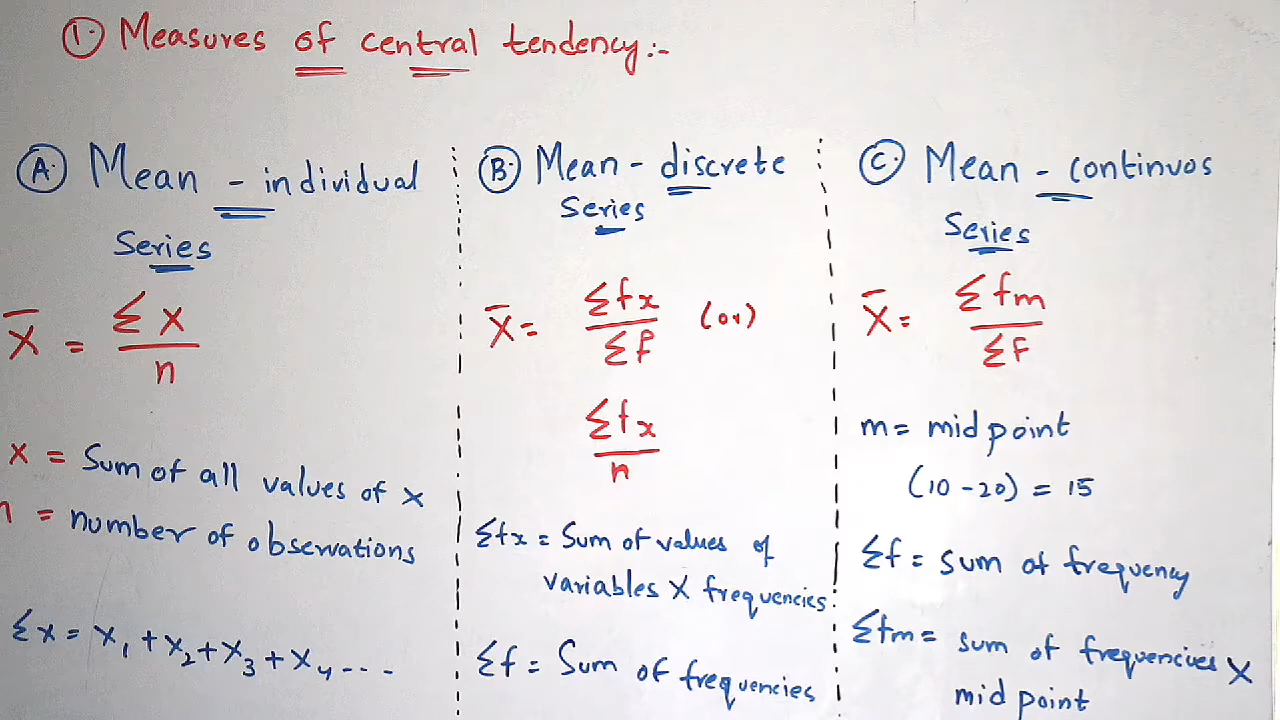 ① Measures of central tendency:-
Ⓐ Mean - individual
Series
X̄ = Σx
n
x = Sum of all values of x
n = number of observations
Σx = x₁ + x₂ + x₃ + x₄ ---
Ⓑ Mean - discrete
Series
X̄ = Σfx (or)
Σf
Σfx
n
Σfx = Sum of values of
variables X frequencies.
Σf = Sum of frequencies
Ⓒ Mean - continuos
Series
X̄ = Σfm
Σf
m = mid point
(10 - 20) = 15
Σf = sum of frequency
Σfm = sum of frequencies X
mid point